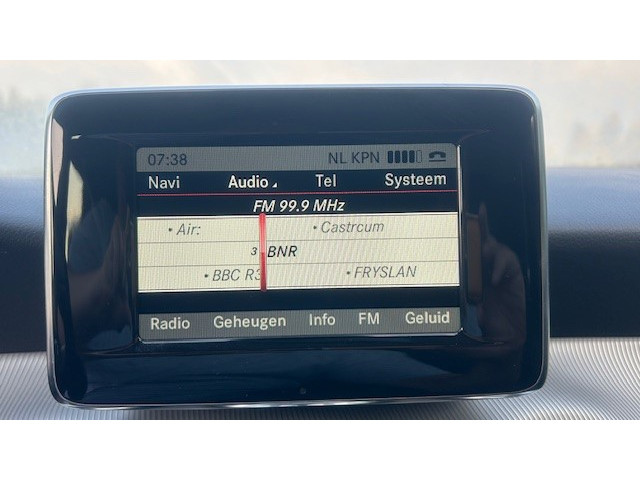 07:38 NL KPN
Navi Audio Tel Systeem
FM 99.9 MHz
• Air: • Castrcum
3 BNR
• BBC R3 • FRYSLAN
Radio Geheugen Info FM Geluid